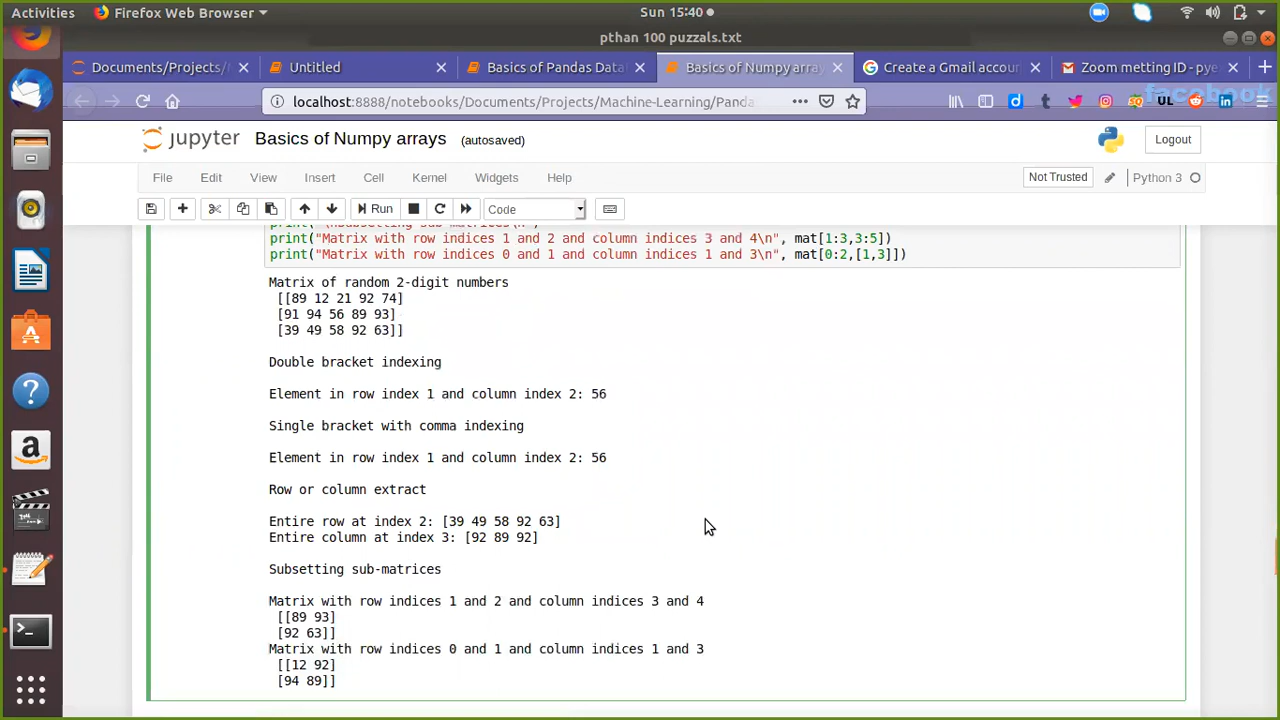 Activities Firefox Web Browser Sun 15:40
pthan 100 puzzals.txt
Documents/Projects/ Untitled Basics of Pandas Data Basics of Numpy array Create a Gmail accoun Zoom metting ID - pye
localhost:8888/notebooks/Documents/Projects/Machine-Learning/Panda
facebook
jupyter Basics of Numpy arrays (autosaved) Logout
File Edit View Insert Cell Kernel Widgets Help Not Trusted Python 3
Run Code
print("\nSubsetting sub-matrices\n")
print("Matrix with row indices 1 and 2 and column indices 3 and 4\n", mat[1:3,3:5])
print("Matrix with row indices 0 and 1 and column indices 1 and 3\n", mat[0:2,[1,3]])
Matrix of random 2-digit numbers
[[89 12 21 92 74]
[91 94 56 89 93]
[39 49 58 92 63]]
Double bracket indexing
Element in row index 1 and column index 2: 56
Single bracket with comma indexing
Element in row index 1 and column index 2: 56
Row or column extract
Entire row at index 2: [39 49 58 92 63]
Entire column at index 3: [92 89 92]
Subsetting sub-matrices
Matrix with row indices 1 and 2 and column indices 3 and 4
[[89 93]
[92 63]]
Matrix with row indices 0 and 1 and column indices 1 and 3
[[12 92]
[94 89]]